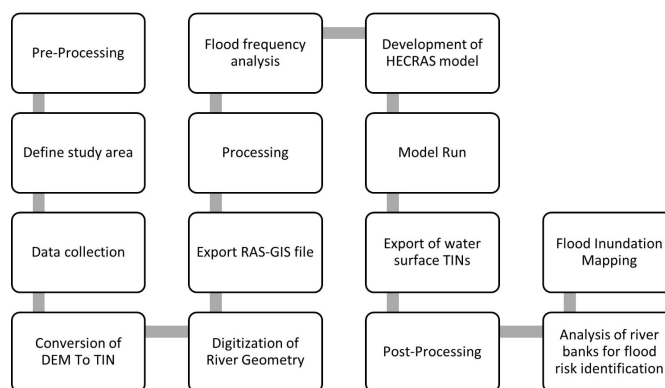 Pre-Processing
Define study area
Data collection
Conversion of
DEM To TIN
Digitization of
River Geometry
Export RAS-GIS file
Processing
Flood frequency
analysis
Development of
HECRAS model
Model Run
Export of water
surface TINs
Post-Processing
Analysis of river
banks for flood
risk identification
Flood Inundation
Mapping